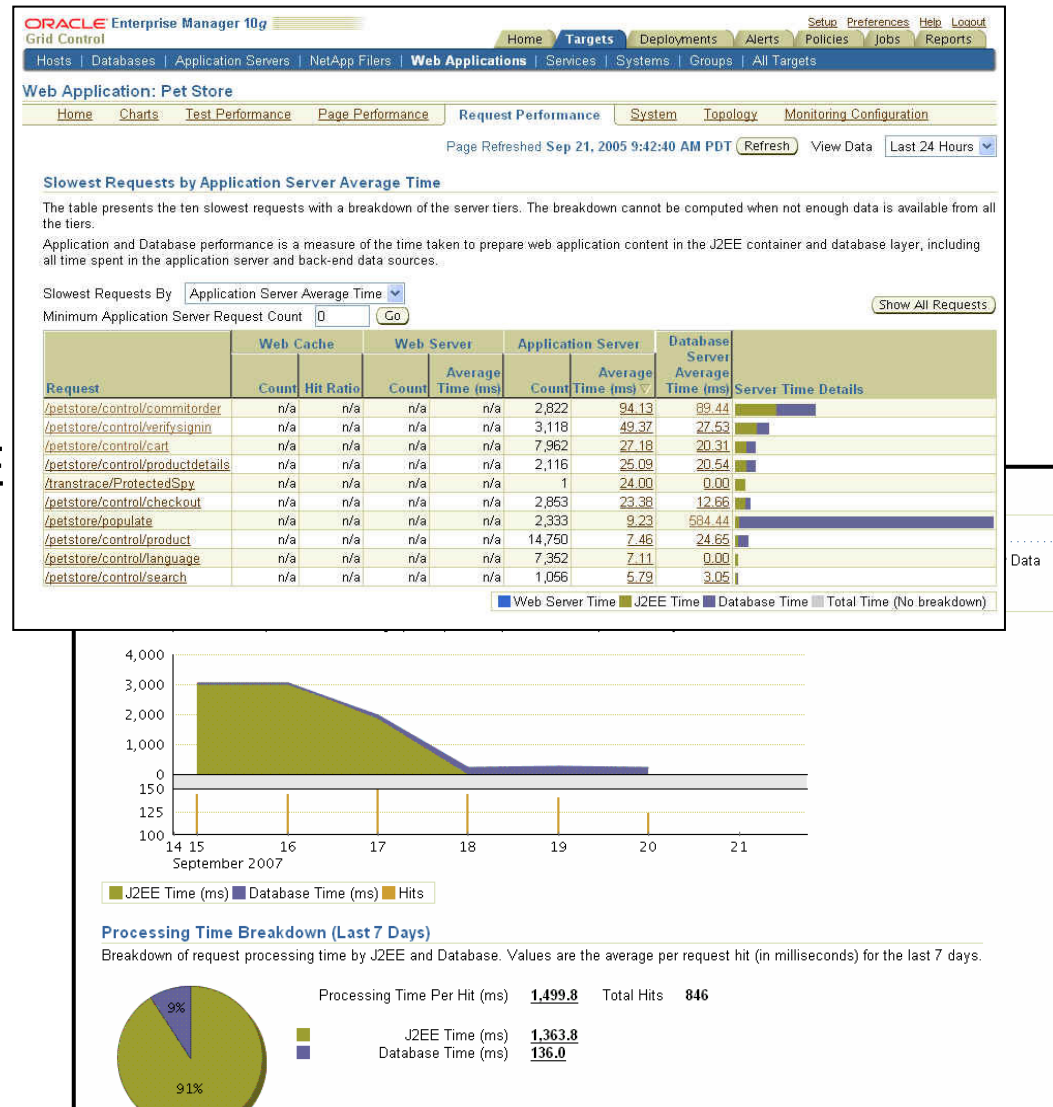 ORACLE Enterprise Manager 10g
Grid Control
Setup Preferences Help Logout
Home Targets Deployments Alerts Policies Jobs Reports
Hosts | Databases | Application Servers | NetApp Filers | Web Applications | Services | Systems | Groups | All Targets
Web Application: Pet Store
Home Charts Test Performance Page Performance Request Performance System Topology Monitoring Configuration
Page Refreshed Sep 21, 2005 9:42:40 AM PDT Refresh View Data Last 24 Hours
Slowest Requests by Application Server Average Time
The table presents the ten slowest requests with a breakdown of the server tiers. The breakdown cannot be computed when not enough data is available from all
the tiers.
Application and Database performance is a measure of the time taken to prepare web application content in the J2EE container and database layer, including
all time spent in the application server and back-end data sources.
Slowest Requests By Application Server Average Time
Minimum Application Server Request Count 0 Go
Show All Requests
Web Cache Web Server Application Server Database Server Average Time (ms)
Request Count Hit Ratio Count Average Time (ms) Count Average Time (ms) Server Time Details
/petstore/control/commitorder n/a n/a n/a n/a 2,822 94.13 89.44
/petstore/control/verifysignin n/a n/a n/a n/a 3,118 49.37 27.53
/petstore/control/cart n/a n/a n/a n/a 7,962 27.18 20.31
/petstore/control/productdetails n/a n/a n/a n/a 2,116 25.09 20.54
/transtrace/ProtectedSpy n/a n/a n/a n/a 1 24.00 0.00
/petstore/control/checkout n/a n/a n/a n/a 2,853 23.38 12.66
/petstore/populate n/a n/a n/a n/a 2,333 9.23 584.44
/petstore/control/product n/a n/a n/a n/a 14,750 7.46 24.65
/petstore/control/language n/a n/a n/a n/a 7,352 7.11 0.00
/petstore/control/search n/a n/a n/a n/a 1,056 5.79 3.05
Web Server Time J2EE Time Database Time Total Time (No breakdown)
Data
4,000
3,000
2,000
1,000
0
150
125
100
14 15 16 17 18 19 20 21
September 2007
J2EE Time (ms) Database Time (ms) Hits
Processing Time Breakdown (Last 7 Days)
Breakdown of request processing time by J2EE and Database. Values are the average per request hit (in milliseconds) for the last 7 days.
Processing Time Per Hit (ms) 1,499.8 Total Hits 846
9%
J2EE Time (ms) 1,363.8
Database Time (ms) 136.0
91%